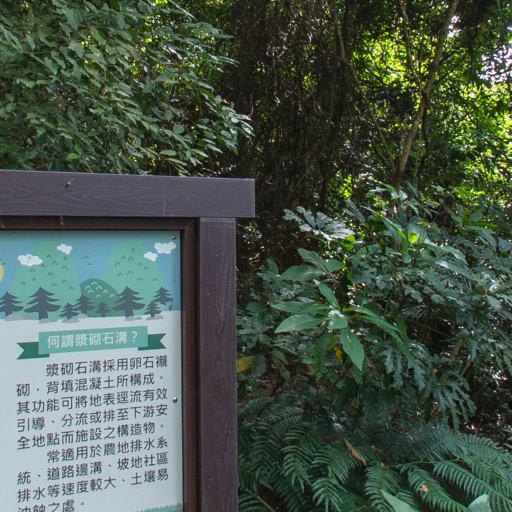 何謂漿砌石溝？
漿砌石溝採用卵石襯
砌，背填混凝土所構成。
其功能可將地表逕流有效
引導、分流或排至下游安
全地點而施設之構造物。
常適用於農地排水系
統、道路邊溝、坡地社區
排水等速度較大、土壤易
沖蝕之處。